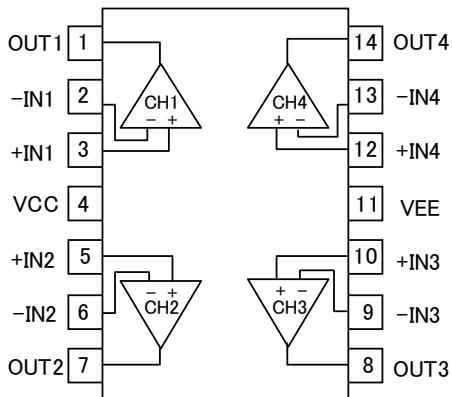 OUT1 1 14 OUT4
-IN1 2 CH1 CH4 13 -IN4
- + + -
+IN1 3 12 +IN4
VCC 4 11 VEE
+IN2 5 10 +IN3
- + + -
-IN2 6 CH2 CH3 9 -IN3
OUT2 7 8 OUT3